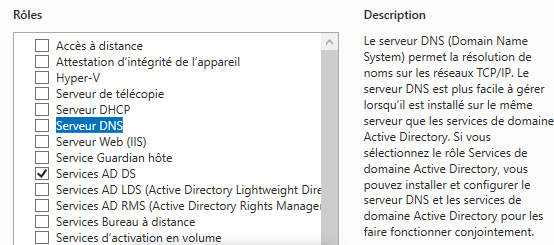 Rôles
Accès à distance
Attestation d'intégrité de l'appareil
Hyper-V
Serveur de télécopie
Serveur DHCP
Serveur DNS
Serveur Web (IIS)
Service Guardian hôte
Services AD DS
Services AD LDS (Active Directory Lightweight Dire
Services AD RMS (Active Directory Rights Manager
Services Bureau à distance
Services d'activation en volume
Description
Le serveur DNS (Domain Name
System) permet la résolution de
noms sur les réseaux TCP/IP. Le
serveur DNS est plus facile à gérer
lorsqu'il est installé sur le même
serveur que les services de domaine
Active Directory. Si vous
sélectionnez le rôle Services de
domaine Active Directory, vous
pouvez installer et configurer le
serveur DNS et les services de
domaine Active Directory pour les
faire fonctionner conjointement.